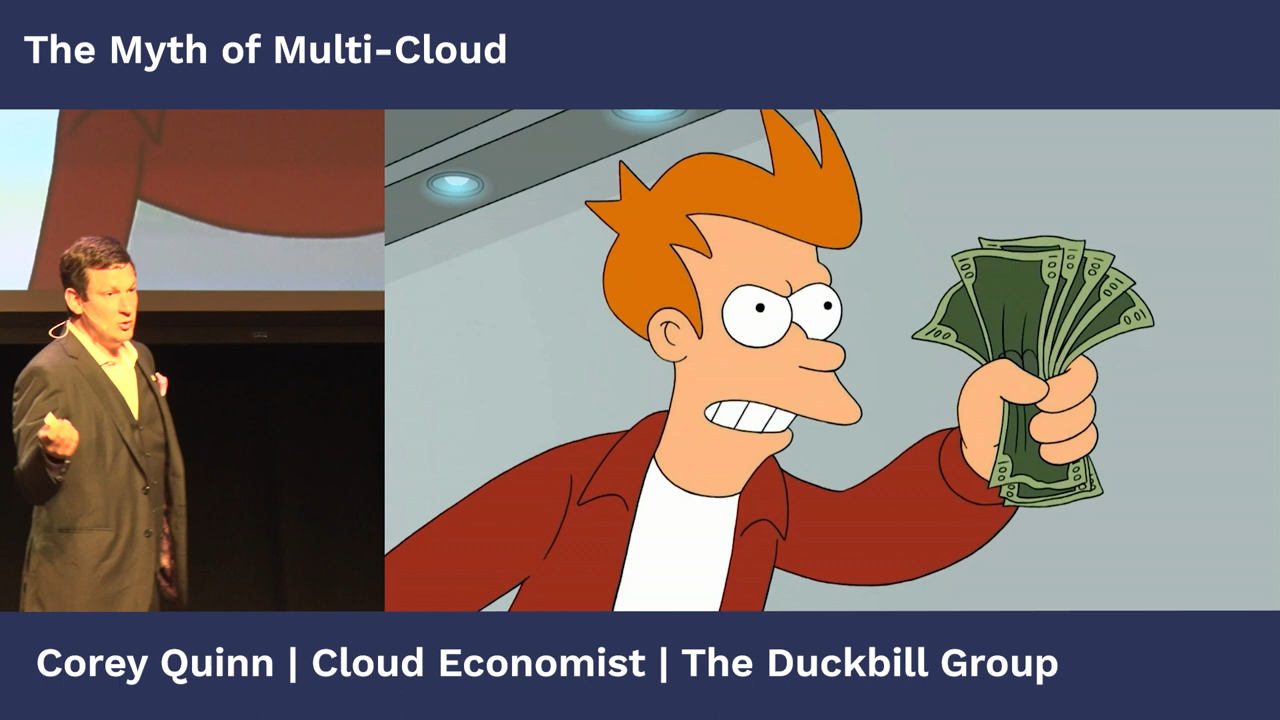 The Myth of Multi-Cloud
Corey Quinn | Cloud Economist | The Duckbill Group